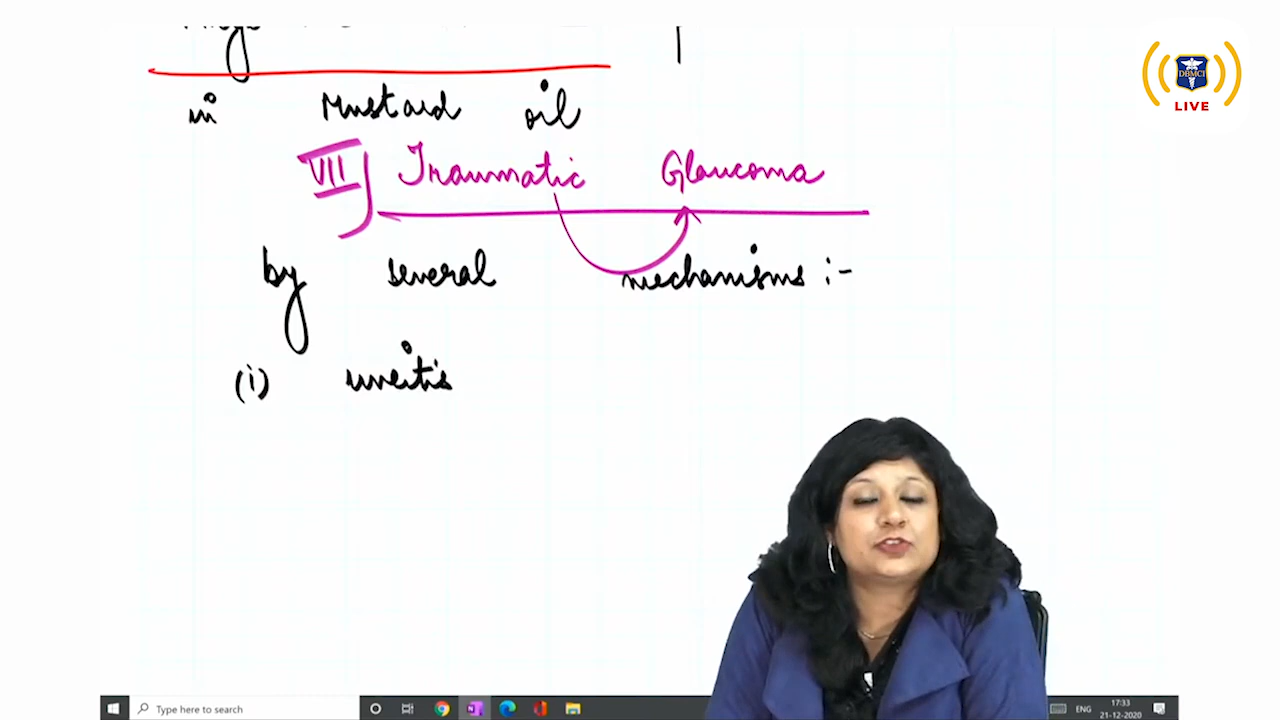 DBMCI
LIVE
in Mustard oil
VII] Traumatic Glaucoma
by several mechanisms :-
(i) uveitis
Type here to search
ENG
17:33
21-12-2020